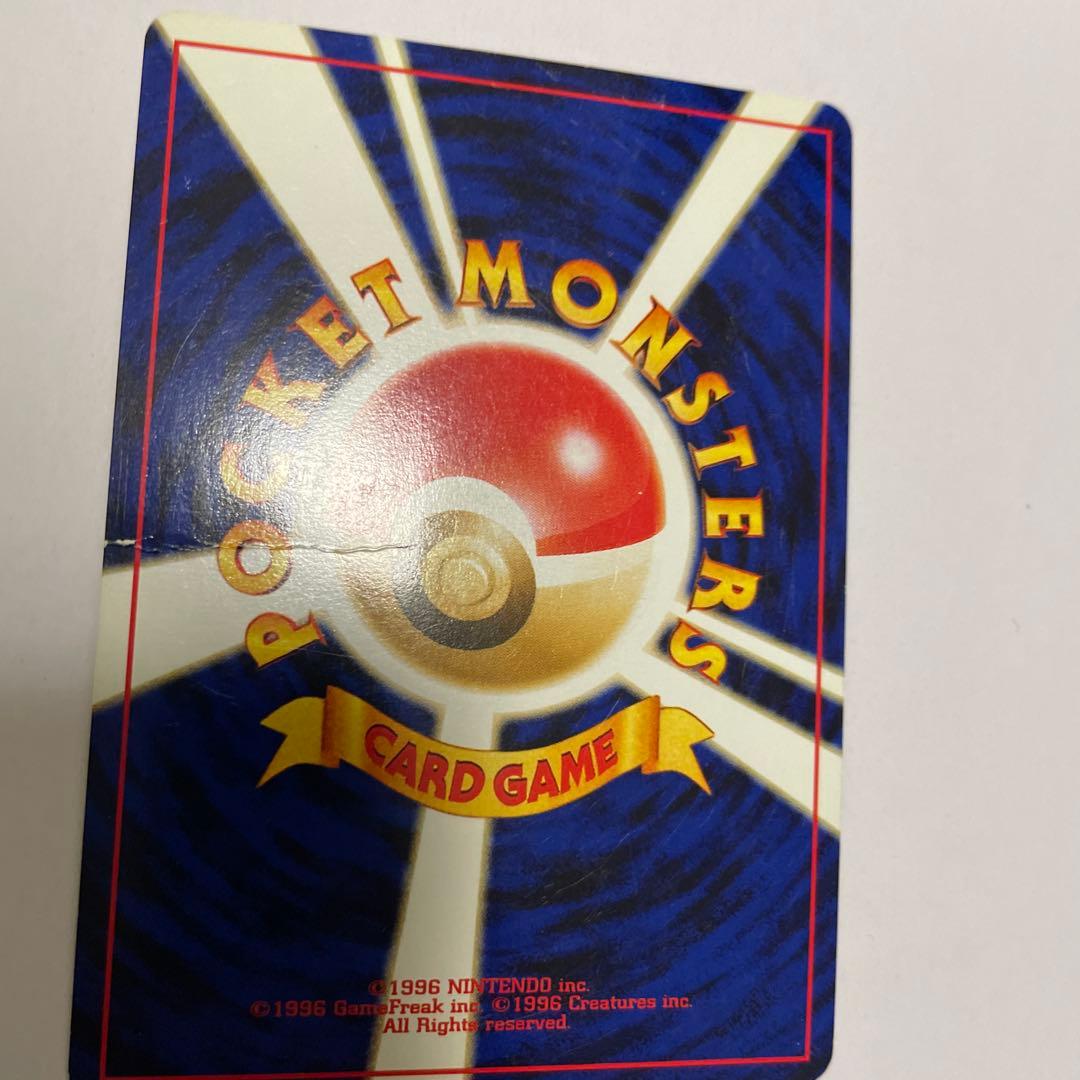 POCKET MONSTERS
CARD GAME
©1996 NINTENDO inc.
©1996 GameFreak inc. ©1996 Creatures inc.
All Rights reserved.